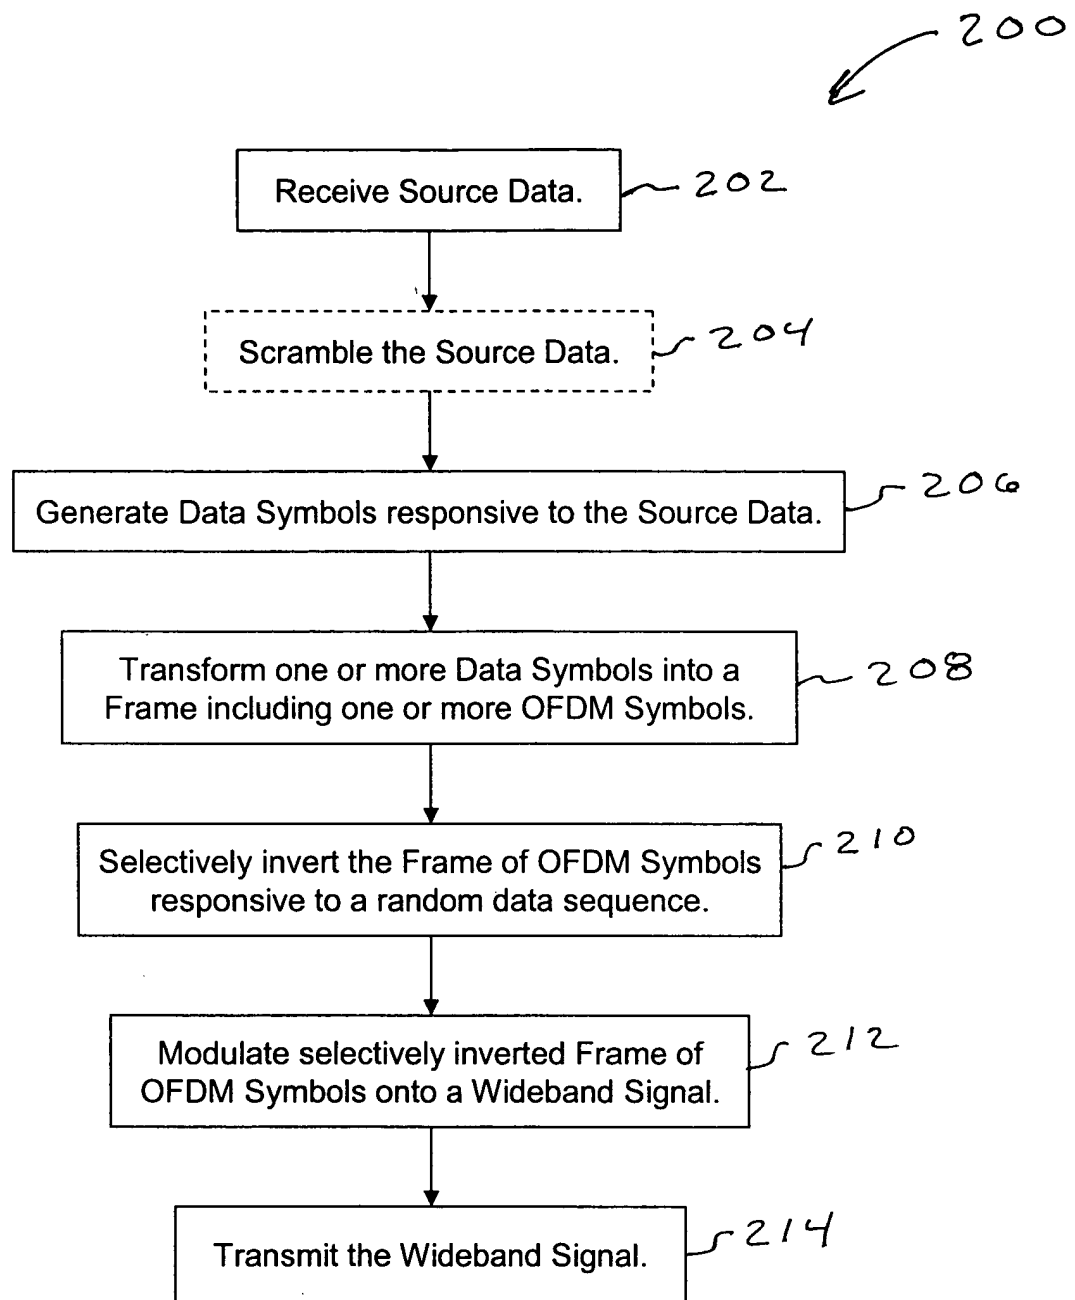 200
Receive Source Data.
202
Scramble the Source Data.
204
Generate Data Symbols responsive to the Source Data.
206
Transform one or more Data Symbols into a
Frame including one or more OFDM Symbols.
208
Selectively invert the Frame of OFDM Symbols
responsive to a random data sequence.
210
Modulate selectively inverted Frame of
OFDM Symbols onto a Wideband Signal.
212
Transmit the Wideband Signal.
214